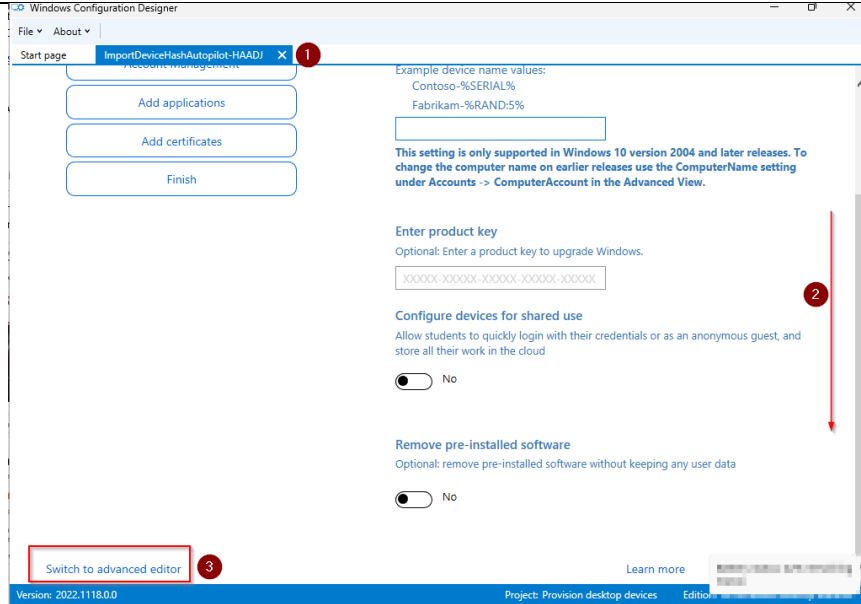 Windows Configuration Designer
File About
Start page ImportDeviceHashAutopilot-HAADJ 1
Account Management
Add applications
Add certificates
Finish
Example device name values:
Contoso-%SERIAL%
Fabrikam-%RAND:5%
This setting is only supported in Windows 10 version 2004 and later releases. To
change the computer name on earlier releases use the ComputerName setting
under Accounts -> ComputerAccount in the Advanced View.
Enter product key
Optional: Enter a product key to upgrade Windows.
XXXXX-XXXXX-XXXXX-XXXXX-XXXXX
2
Configure devices for shared use
Allow students to quickly login with their credentials or as an anonymous guest, and
store all their work in the cloud
No
Remove pre-installed software
Optional: remove pre-installed software without keeping any user data
No
Switch to advanced editor 3
Learn more
Version: 2022.1118.0.0 Project: Provision desktop devices Edition: